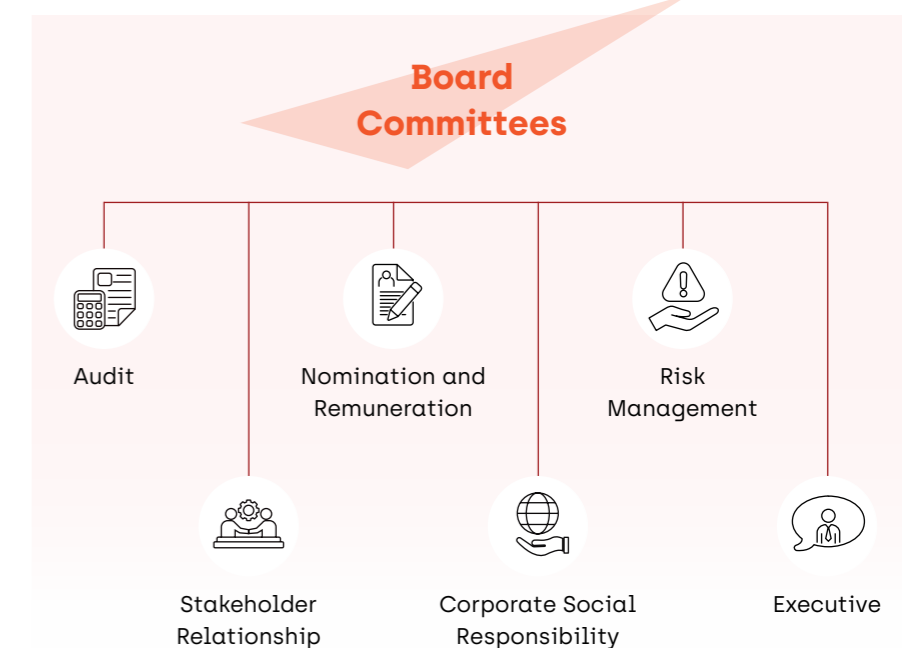 Board
Committees
Audit
Nomination and
Remuneration
Risk
Management
Stakeholder
Relationship
Corporate Social
Responsibility
Executive